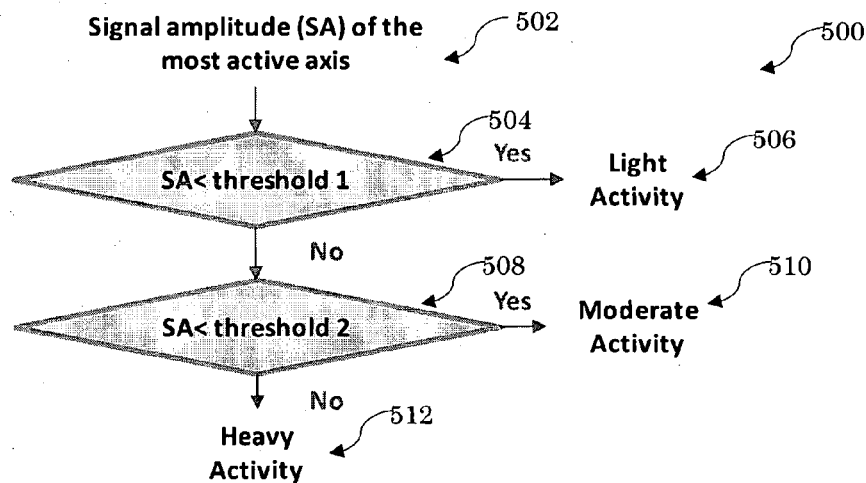 Signal amplitude (SA) of the
most active axis
502
500
504
SA< threshold 1
Yes
Light
Activity
506
No
508
SA< threshold 2
Yes
Moderate
Activity
510
No
Heavy
Activity
512